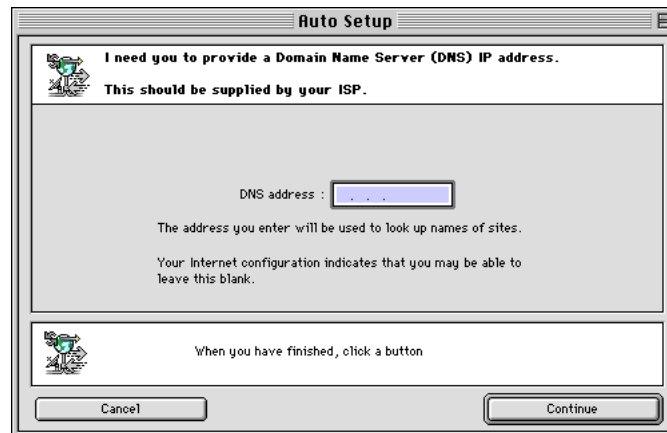 Auto Setup
I need you to provide a Domain Name Server (DNS) IP address.
This should be supplied by your ISP.
DNS address : . . .
The address you enter will be used to look up names of sites.
Your Internet configuration indicates that you may be able to
leave this blank.
When you have finished, click a button
Cancel
Continue